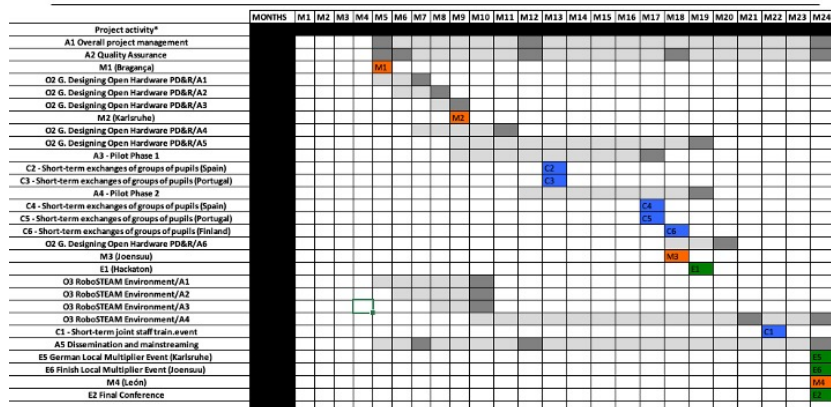 MONTHS M1 M2 M3 M4 M5 M6 M7 M8 M9 M10 M11 M12 M13 M14 M15 M16 M17 M18 M19 M20 M21 M22 M23 M24
Project activity*
A1 Overall project management
A2 Quality Assurance
M1 (Bragança) M1
O2 G. Designing Open Hardware PD&R/A1
O2 G. Designing Open Hardware PD&R/A2
O2 G. Designing Open Hardware PD&R/A3
M2 (Karlsruhe) M2
O2 G. Designing Open Hardware PD&R/A4
O2 G. Designing Open Hardware PD&R/A5
A3 - Pilot Phase 1
C2 - Short-term exchanges of groups of pupils (Spain) C2
C3 - Short-term exchanges of groups of pupils (Portugal) C3
A4 - Pilot Phase 2
C4 - Short-term exchanges of groups of pupils (Spain) C4
C5 - Short-term exchanges of groups of pupils (Portugal) C5
C6 - Short-term exchanges of groups of pupils (Finland) C6
O2 G. Designing Open Hardware PD&R/A6
M3 (Joensuu) M3
E1 (Hackaton) E1
O3 RoboSTEAM Environment/A1
O3 RoboSTEAM Environment/A2
O3 RoboSTEAM Environment/A3
O3 RoboSTEAM Environment/A4
C1 - Short-term joint staff train.event C1
A5 Dissemination and mainstreaming
E5 German Local Multiplier Event (Karlsruhe) E5
E6 Finish Local Multiplier Event (Joensuu) E6
M4 (León) M4
E2 Final Conference E2